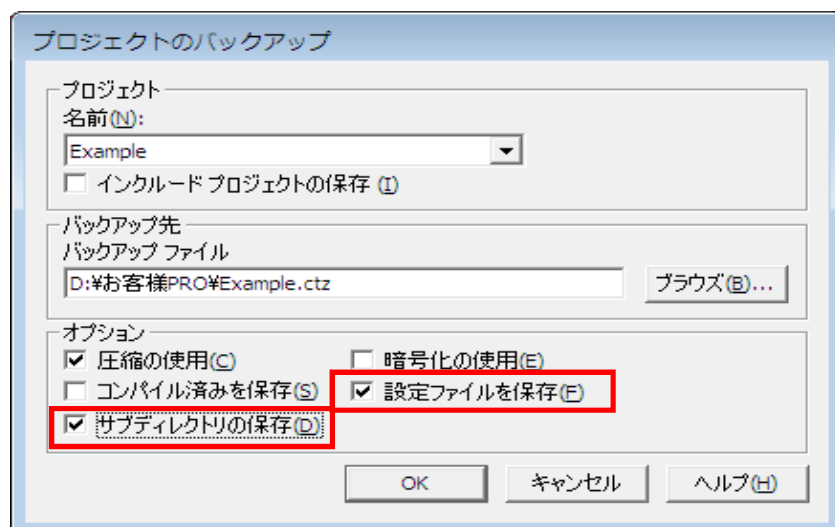 プロジェクトのバックアップ
プロジェクト
名前(N):
Example
インクルード プロジェクトの保存 (I)
バックアップ先
バックアップ ファイル
D:¥お客様PRO¥Example.ctz
ブラウズ(B)...
オプション
圧縮の使用(C) 暗号化の使用(E)
コンパイル済みを保存(S) 設定ファイルを保存(F)
サブディレクトリの保存(D)
OK キャンセル ヘルプ(H)